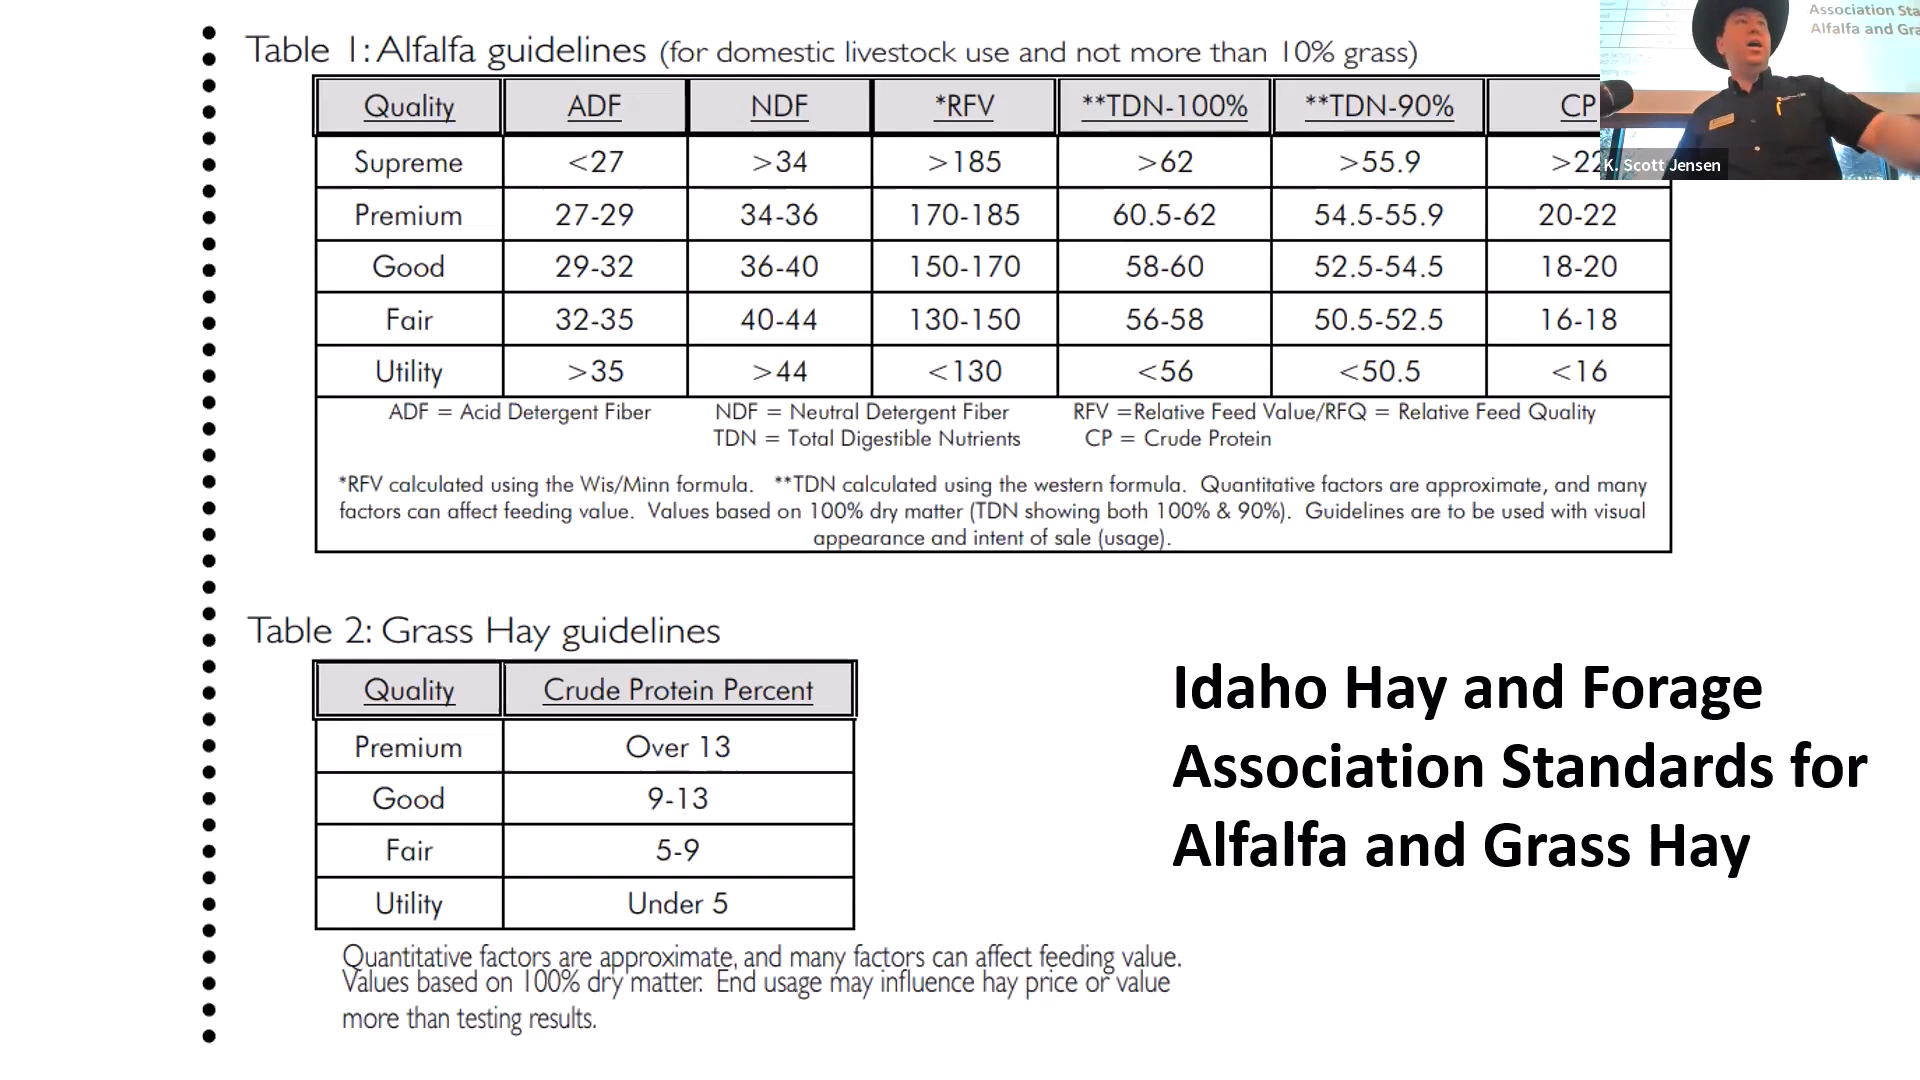 Association Sta
Alfalfa and Gra
K. Scott Jensen
Table 1: Alfalfa guidelines (for domestic livestock use and not more than 10% grass)
Quality ADF NDF *RFV **TDN-100% **TDN-90% CP
Supreme <27 >34 >185 >62 >55.9 >22
Premium 27-29 34-36 170-185 60.5-62 54.5-55.9 20-22
Good 29-32 36-40 150-170 58-60 52.5-54.5 18-20
Fair 32-35 40-44 130-150 56-58 50.5-52.5 16-18
Utility >35 >44 <130 <56 <50.5 <16
ADF = Acid Detergent Fiber NDF = Neutral Detergent Fiber RFV =Relative Feed Value/RFQ = Relative Feed Quality
TDN = Total Digestible Nutrients CP = Crude Protein
*RFV calculated using the Wis/Minn formula. **TDN calculated using the western formula. Quantitative factors are approximate, and many
factors can affect feeding value. Values based on 100% dry matter (TDN showing both 100% & 90%). Guidelines are to be used with visual
appearance and intent of sale (usage).
Table 2: Grass Hay guidelines
Quality Crude Protein Percent
Premium Over 13
Good 9-13
Fair 5-9
Utility Under 5
Quantitative factors are approximate, and many factors can affect feeding value.
Values based on 100% dry matter. End usage may influence hay price or value
more than testing results.
Idaho Hay and Forage
Association Standards for
Alfalfa and Grass Hay